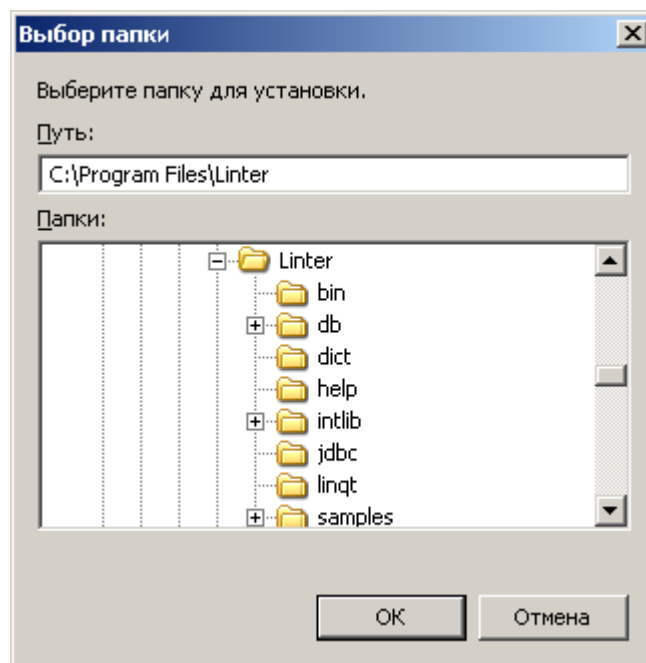 Выбор папки
Выберите папку для установки.
Путь:
C:\Program Files\Linter
Папки:
Linter
bin
db
dict
help
intlib
jdbc
linqt
samples
OK
Отмена